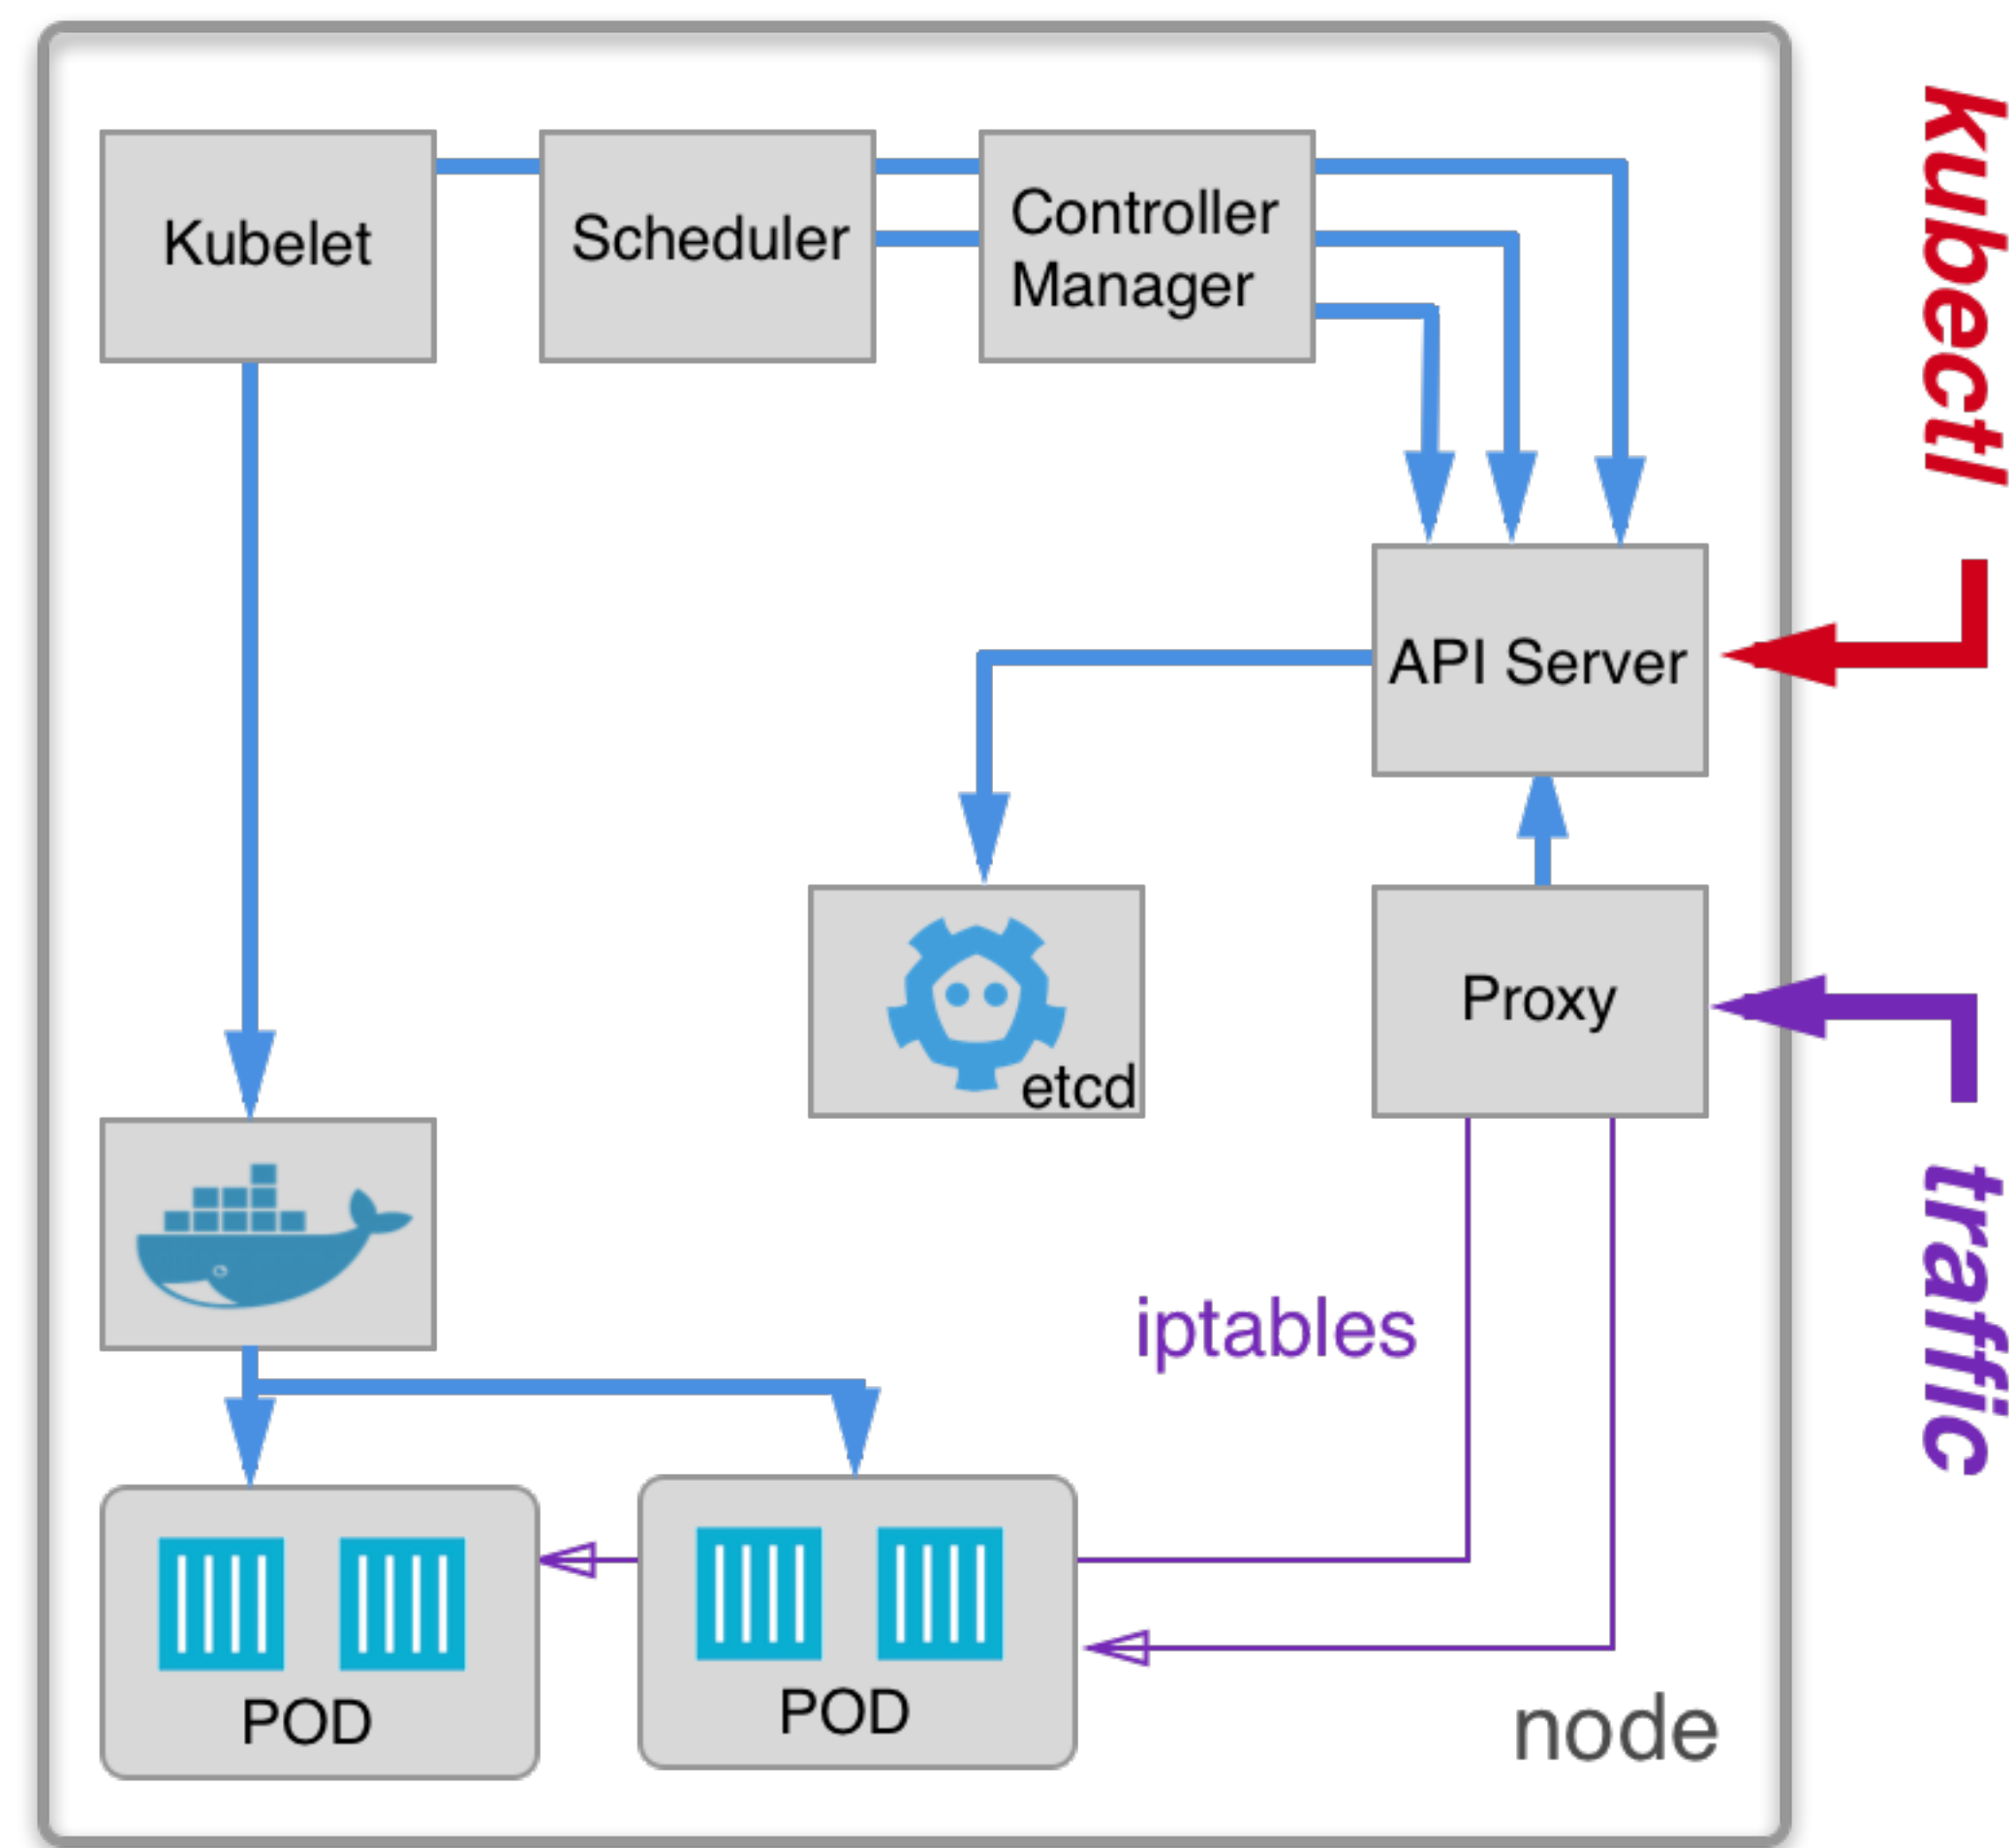 Kubelet
Scheduler
Controller
Manager
kubectl
API Server
Proxy
etcd
traffic
iptables
POD
POD
node